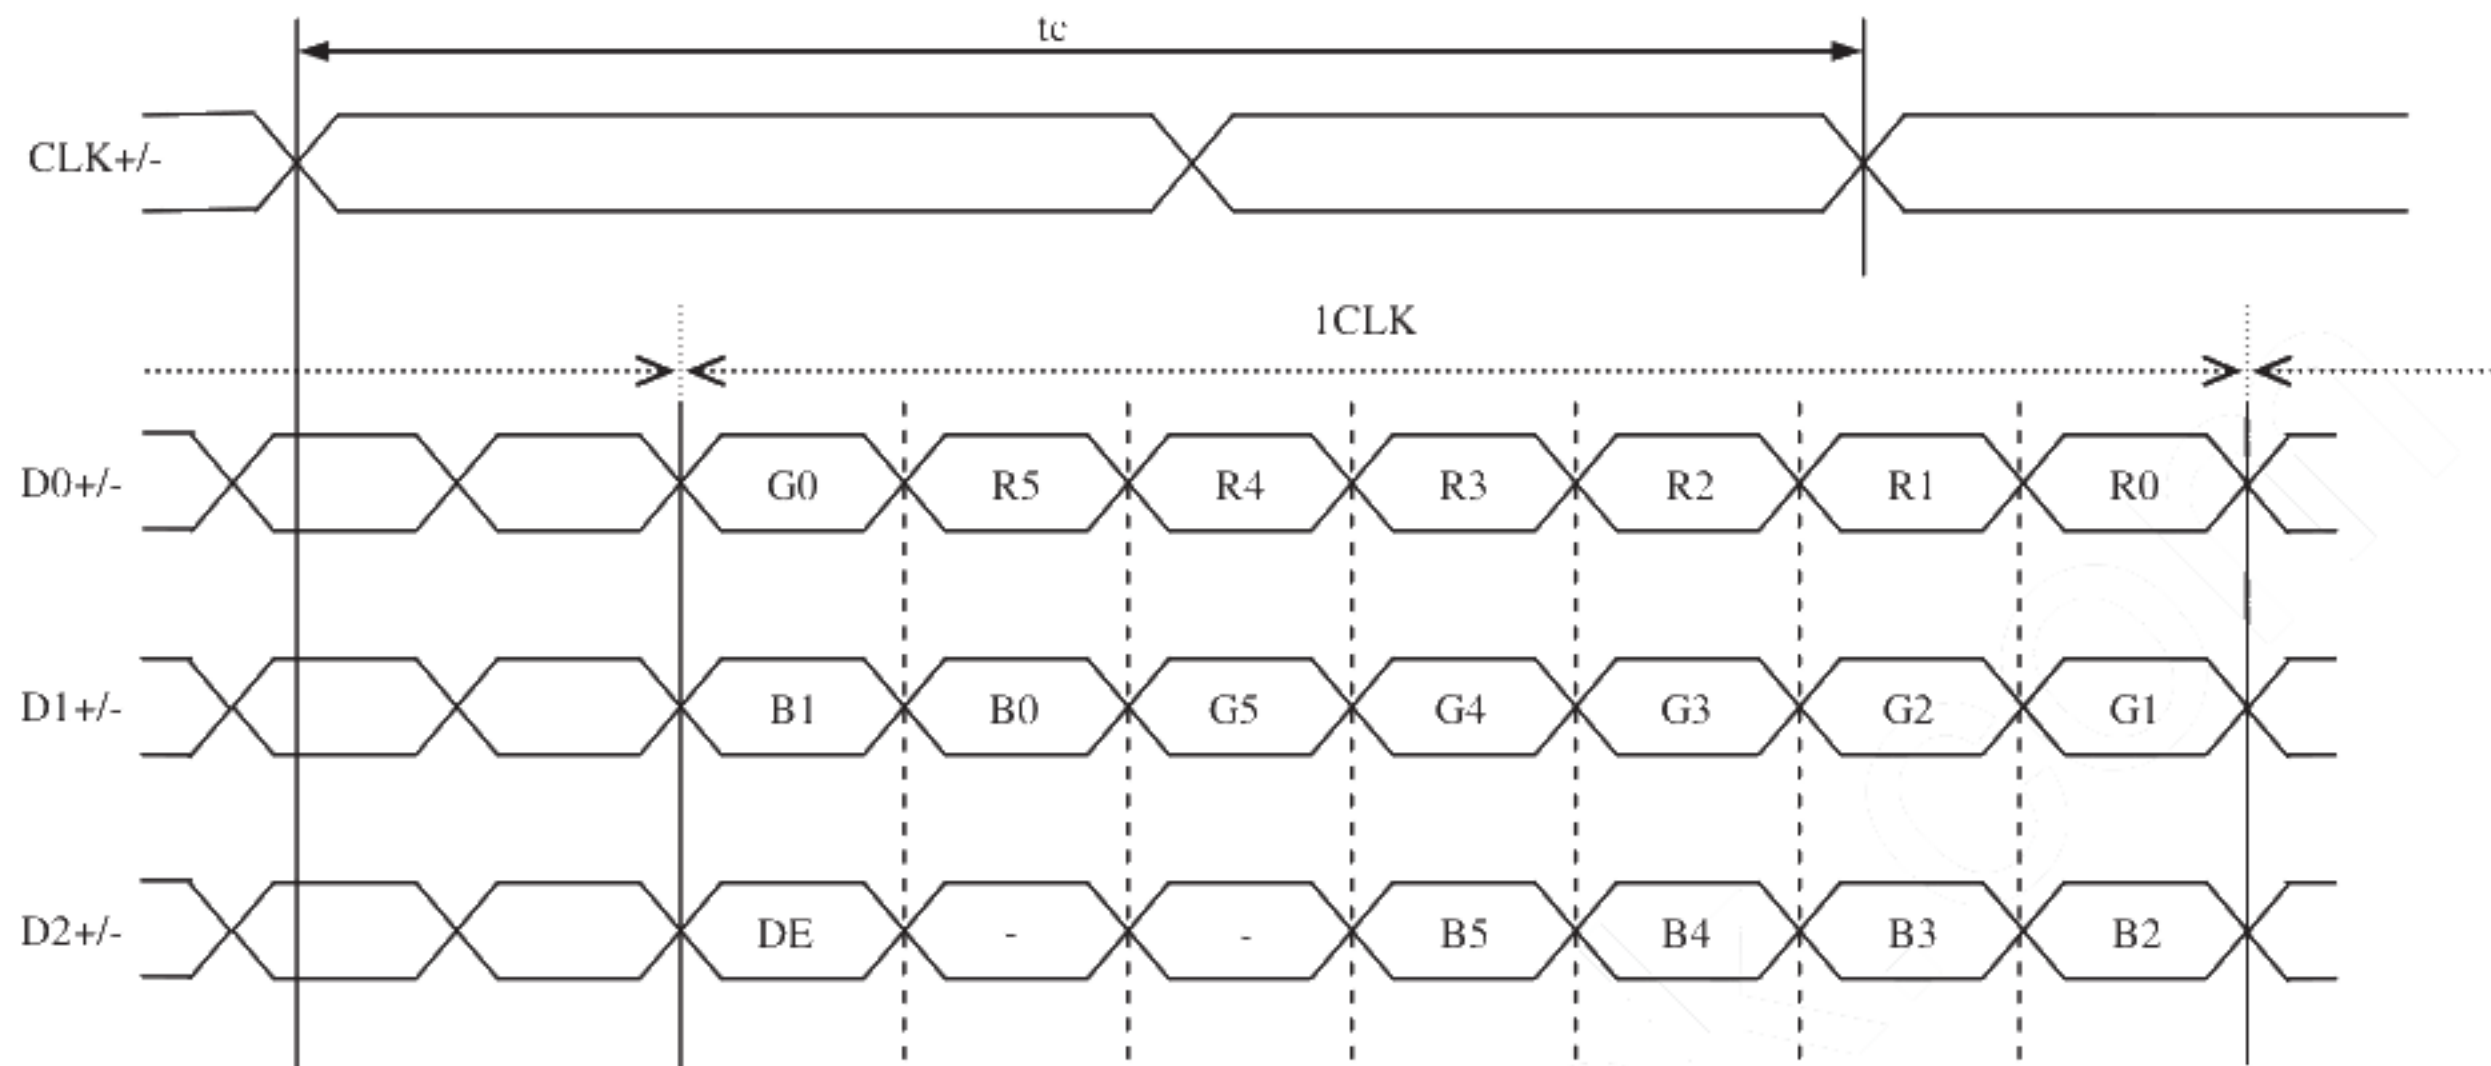 tc
CLK+/-
1CLK
D0+/- G0 R5 R4 R3 R2 R1 R0
D1+/- B1 B0 G5 G4 G3 G2 G1
D2+/- DE - - B5 B4 B3 B2